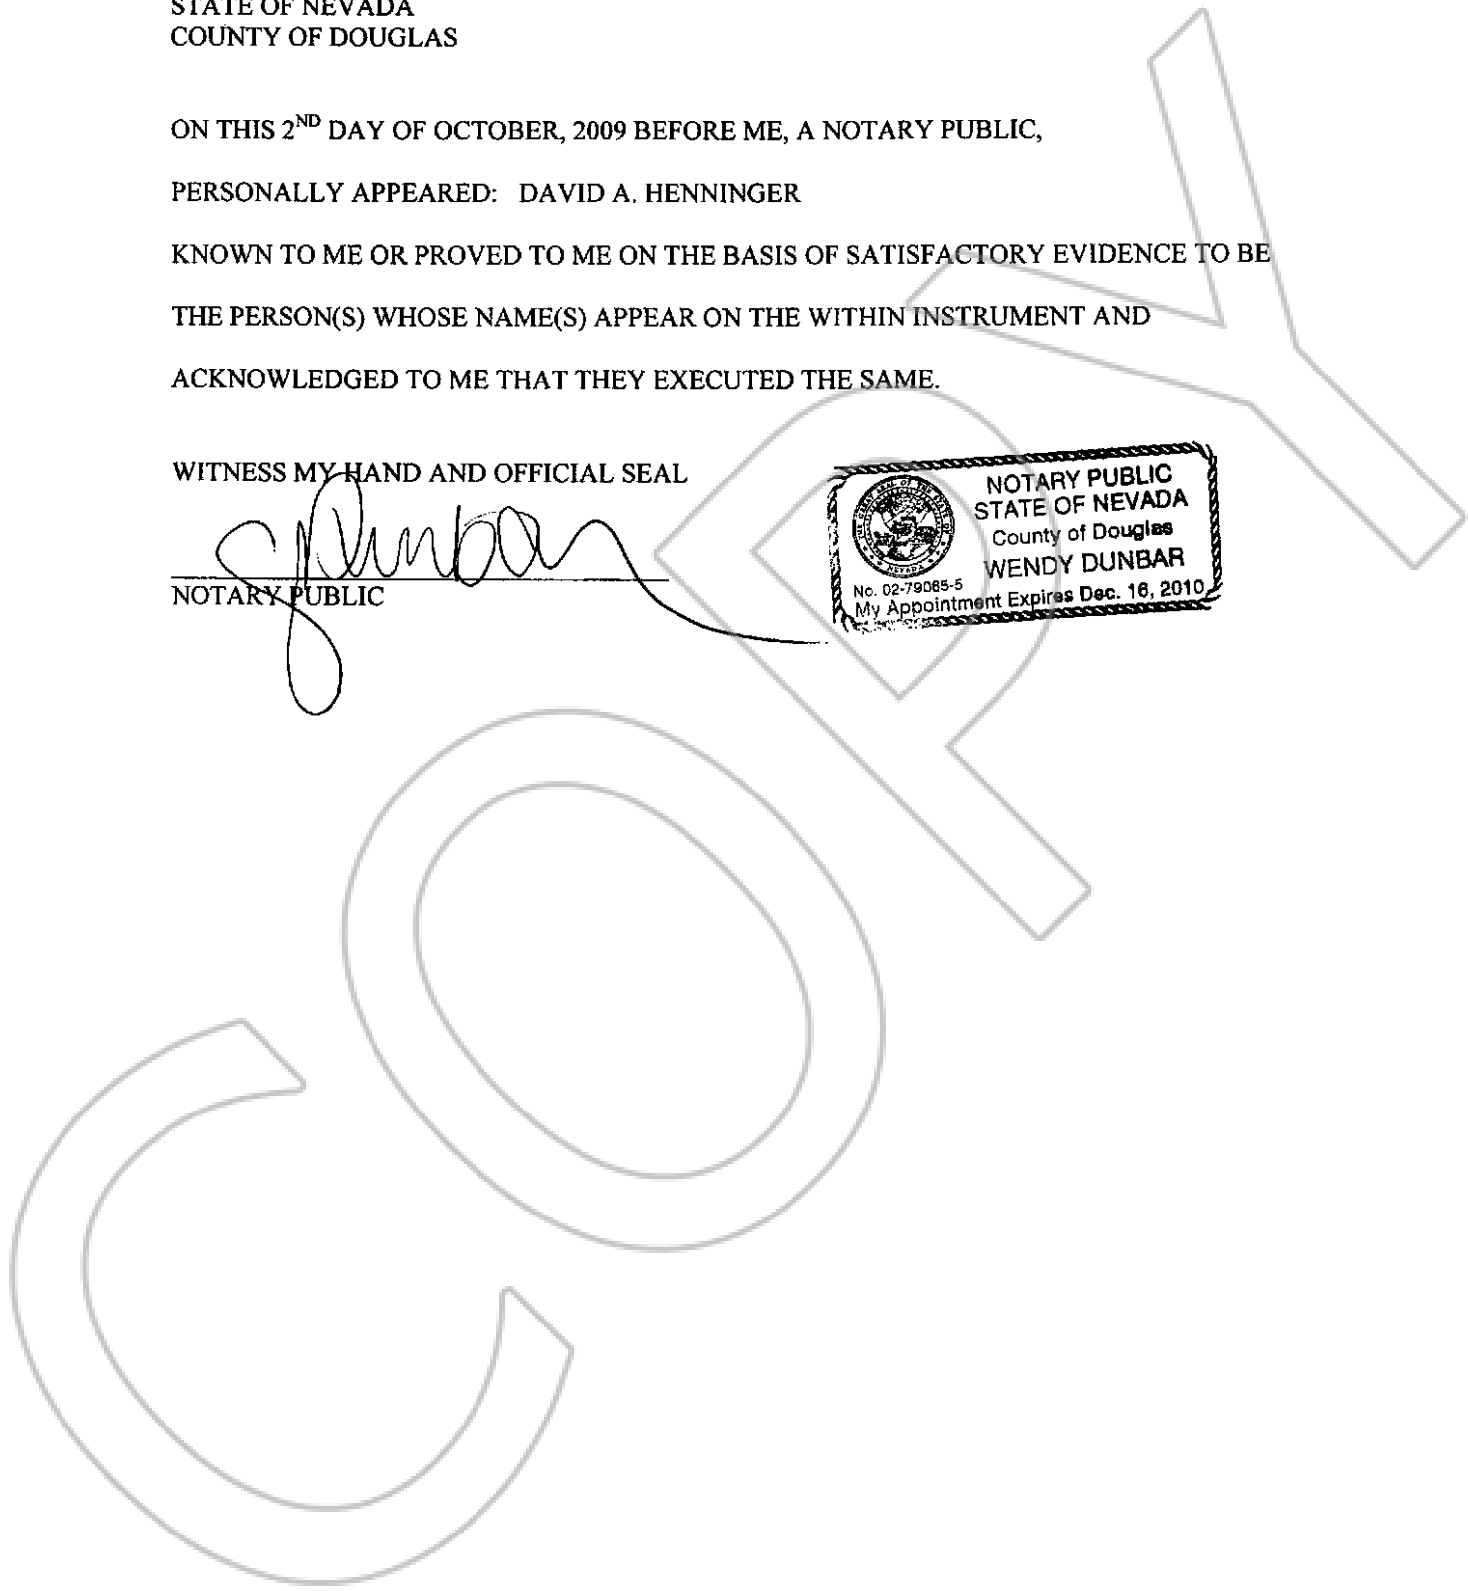 STATE OF NEVADA
COUNTY OF DOUGLAS
ON THIS 2ND DAY OF OCTOBER, 2009 BEFORE ME, A NOTARY PUBLIC,
PERSONALLY APPEARED: DAVID A. HENNINGER
KNOWN TO ME OR PROVED TO ME ON THE BASIS OF SATISFACTORY EVIDENCE TO BE
THE PERSON(S) WHOSE NAME(S) APPEAR ON THE WITHIN INSTRUMENT AND
ACKNOWLEDGED TO ME THAT THEY EXECUTED THE SAME.
WITNESS MY HAND AND OFFICIAL SEAL
NOTARY PUBLIC
NOTARY PUBLIC
STATE OF NEVADA
County of Douglas
WENDY DUNBAR
No. 02-79065-5
My Appointment Expires Dec. 16, 2010
COPY